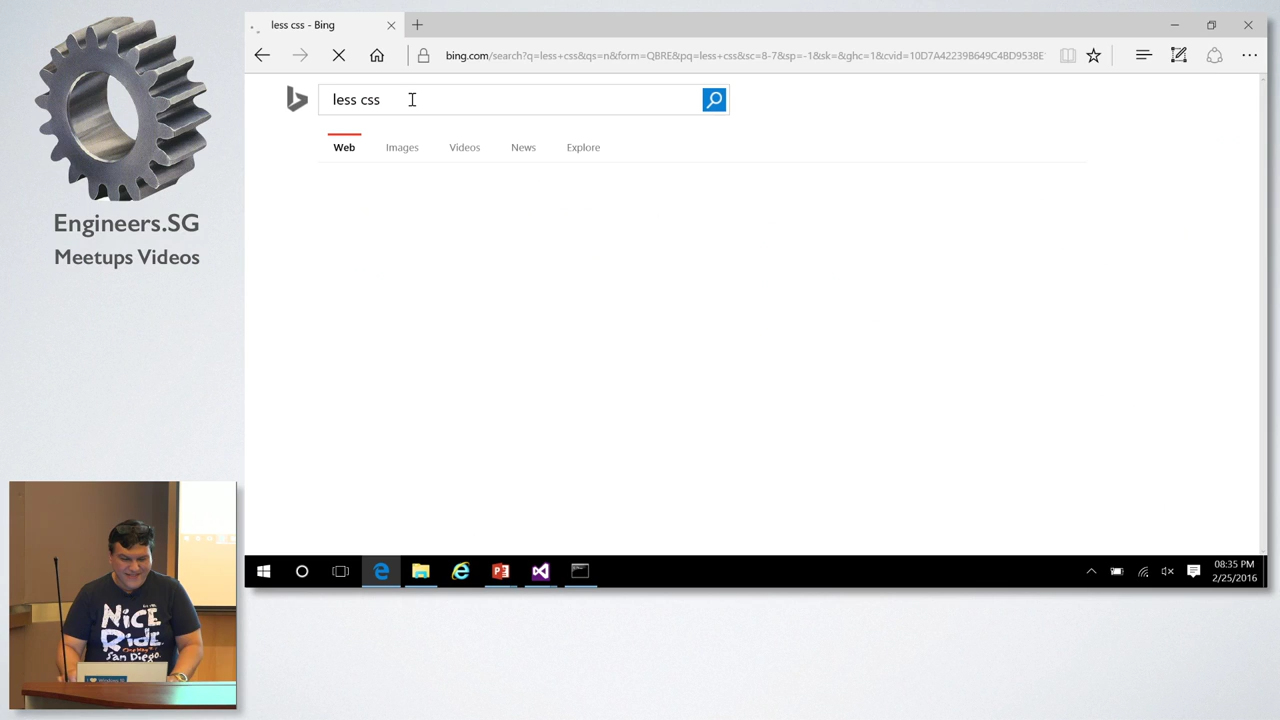 less css - Bing
bing.com/search?q=less+css&qs=n&form=QBRE&pq=less+css&sc=8-7&sp=-1&sk=&ghc=1&cvid=10D7A42239B649C4BD9538E
less css
Web Images Videos News Explore
Engineers.SG
Meetups Videos
08:35 PM
2/25/2016
NiCE
Ride.
San Diego.